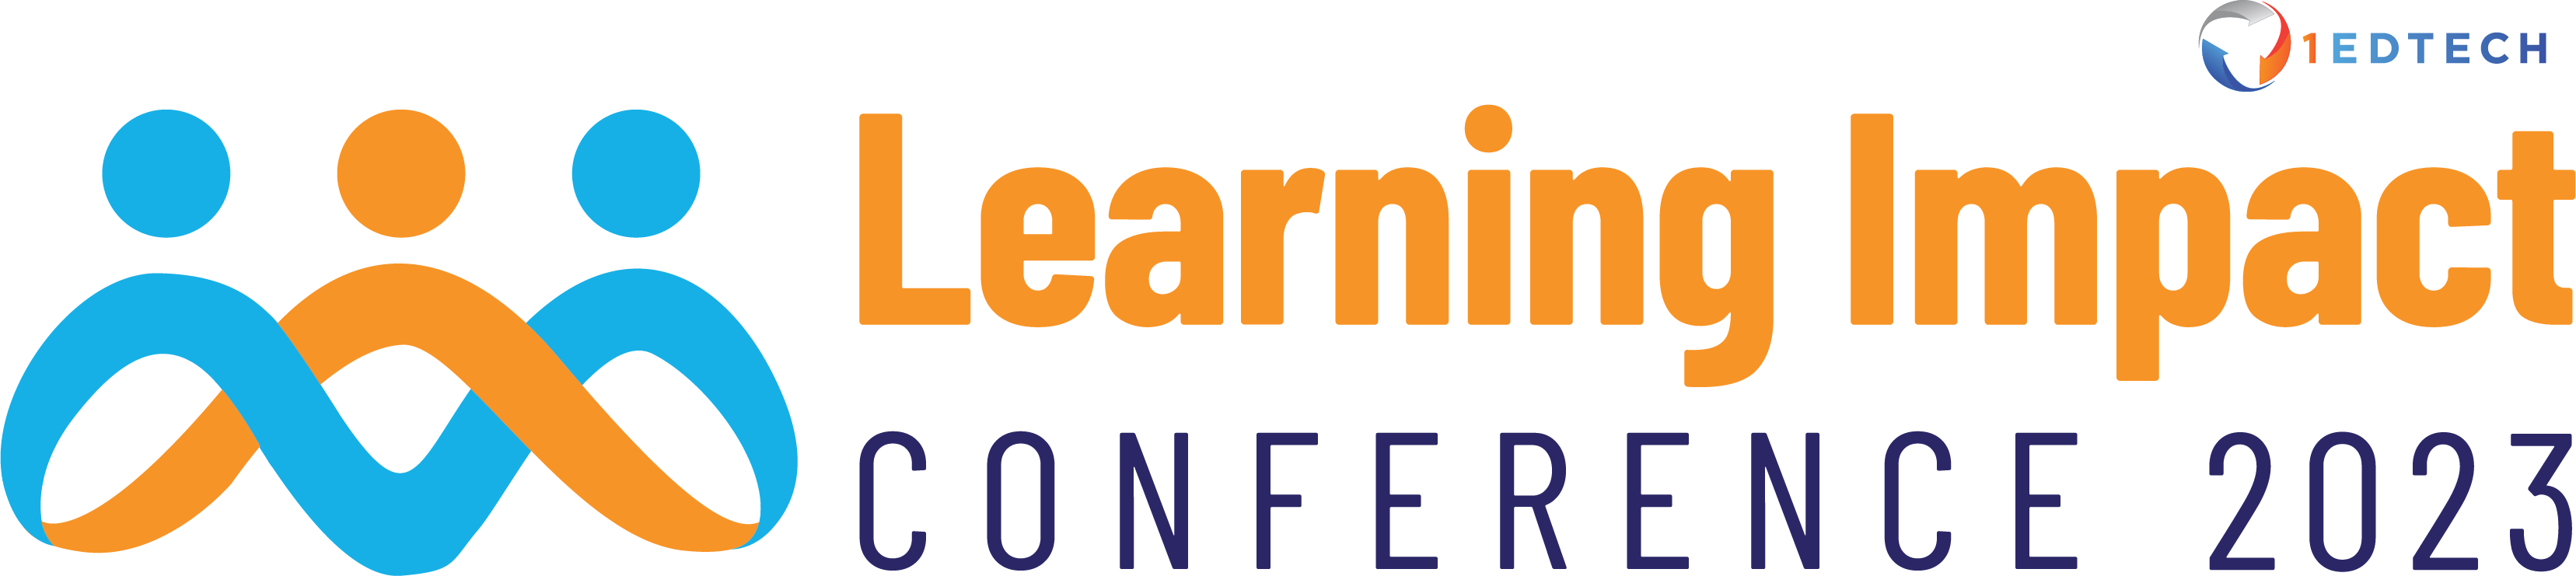 1EDTECH
Learning Impact
CONFERENCE 2023